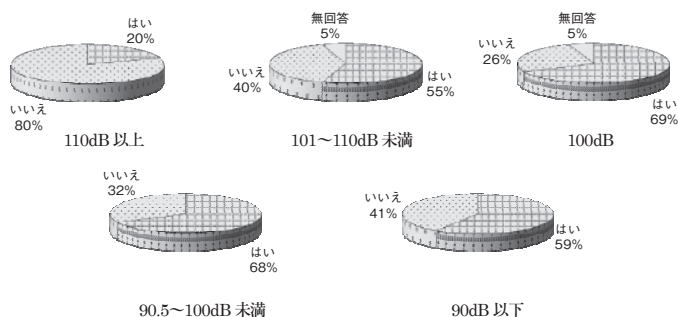 はい
20%
いいえ
80%
110dB 以上
無回答
5%
いいえ
40%
はい
55%
101〜110dB 未満
無回答
5%
いいえ
26%
はい
69%
100dB
いいえ
32%
はい
68%
90.5〜100dB 未満
いいえ
41%
はい
59%
90dB 以下